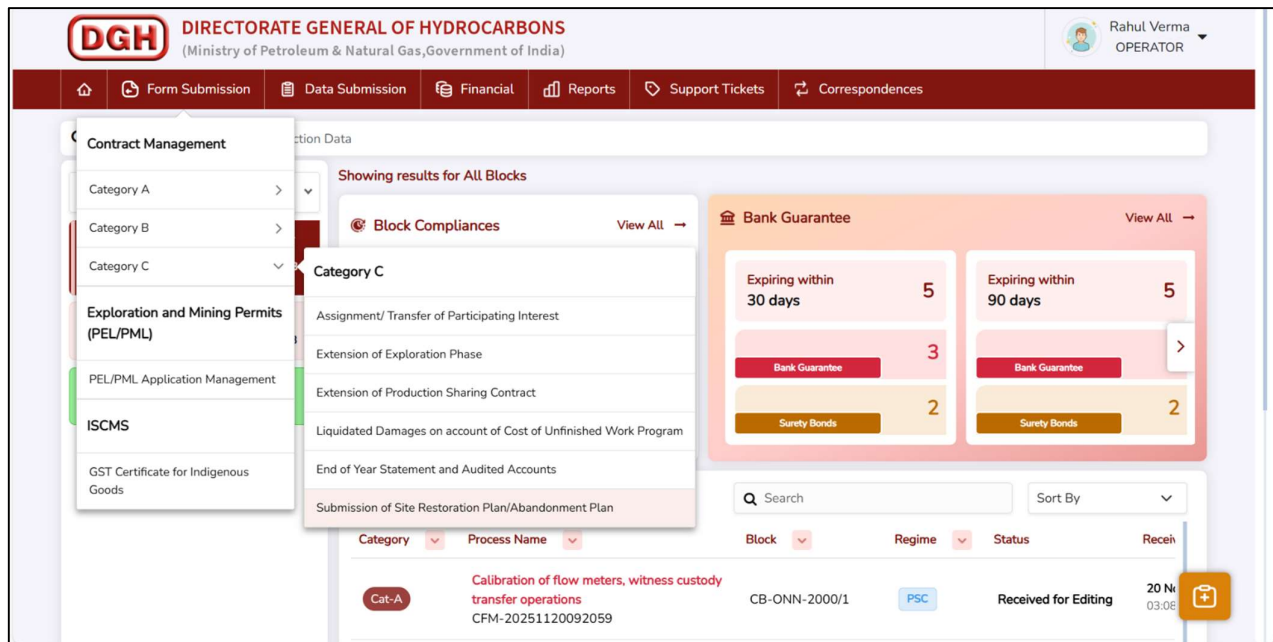 DGH
DIRECTORATE GENERAL OF HYDROCARBONS
(Ministry of Petroleum & Natural Gas,Government of India)
Rahul Verma
OPERATOR
Form Submission
Data Submission
Financial
Reports
Support Tickets
Correspondences
Data
Contract Management
Category A
Category B
Category C
Exploration and Mining Permits
(PEL/PML)
PEL/PML Application Management
ISCMS
GST Certificate for Indigenous
Goods
Category C
Assignment/ Transfer of Participating Interest
Extension of Exploration Phase
Extension of Production Sharing Contract
Liquidated Damages on account of Cost of Unfinished Work Program
End of Year Statement and Audited Accounts
Submission of Site Restoration Plan/Abandonment Plan
Showing results for All Blocks
Block Compliances
View All →
Bank Guarantee
View All →
Expiring within
30 days
5
Bank Guarantee
3
Surety Bonds
2
Expiring within
90 days
5
Bank Guarantee
Surety Bonds
2
Search
Sort By
Category
Process Name
Block
Regime
Status
Cat-A
Calibration of flow meters, witness custody
transfer operations
CFM-20251120092059
CB-ONN-2000/1
PSC
Received for Editing
20
03:08